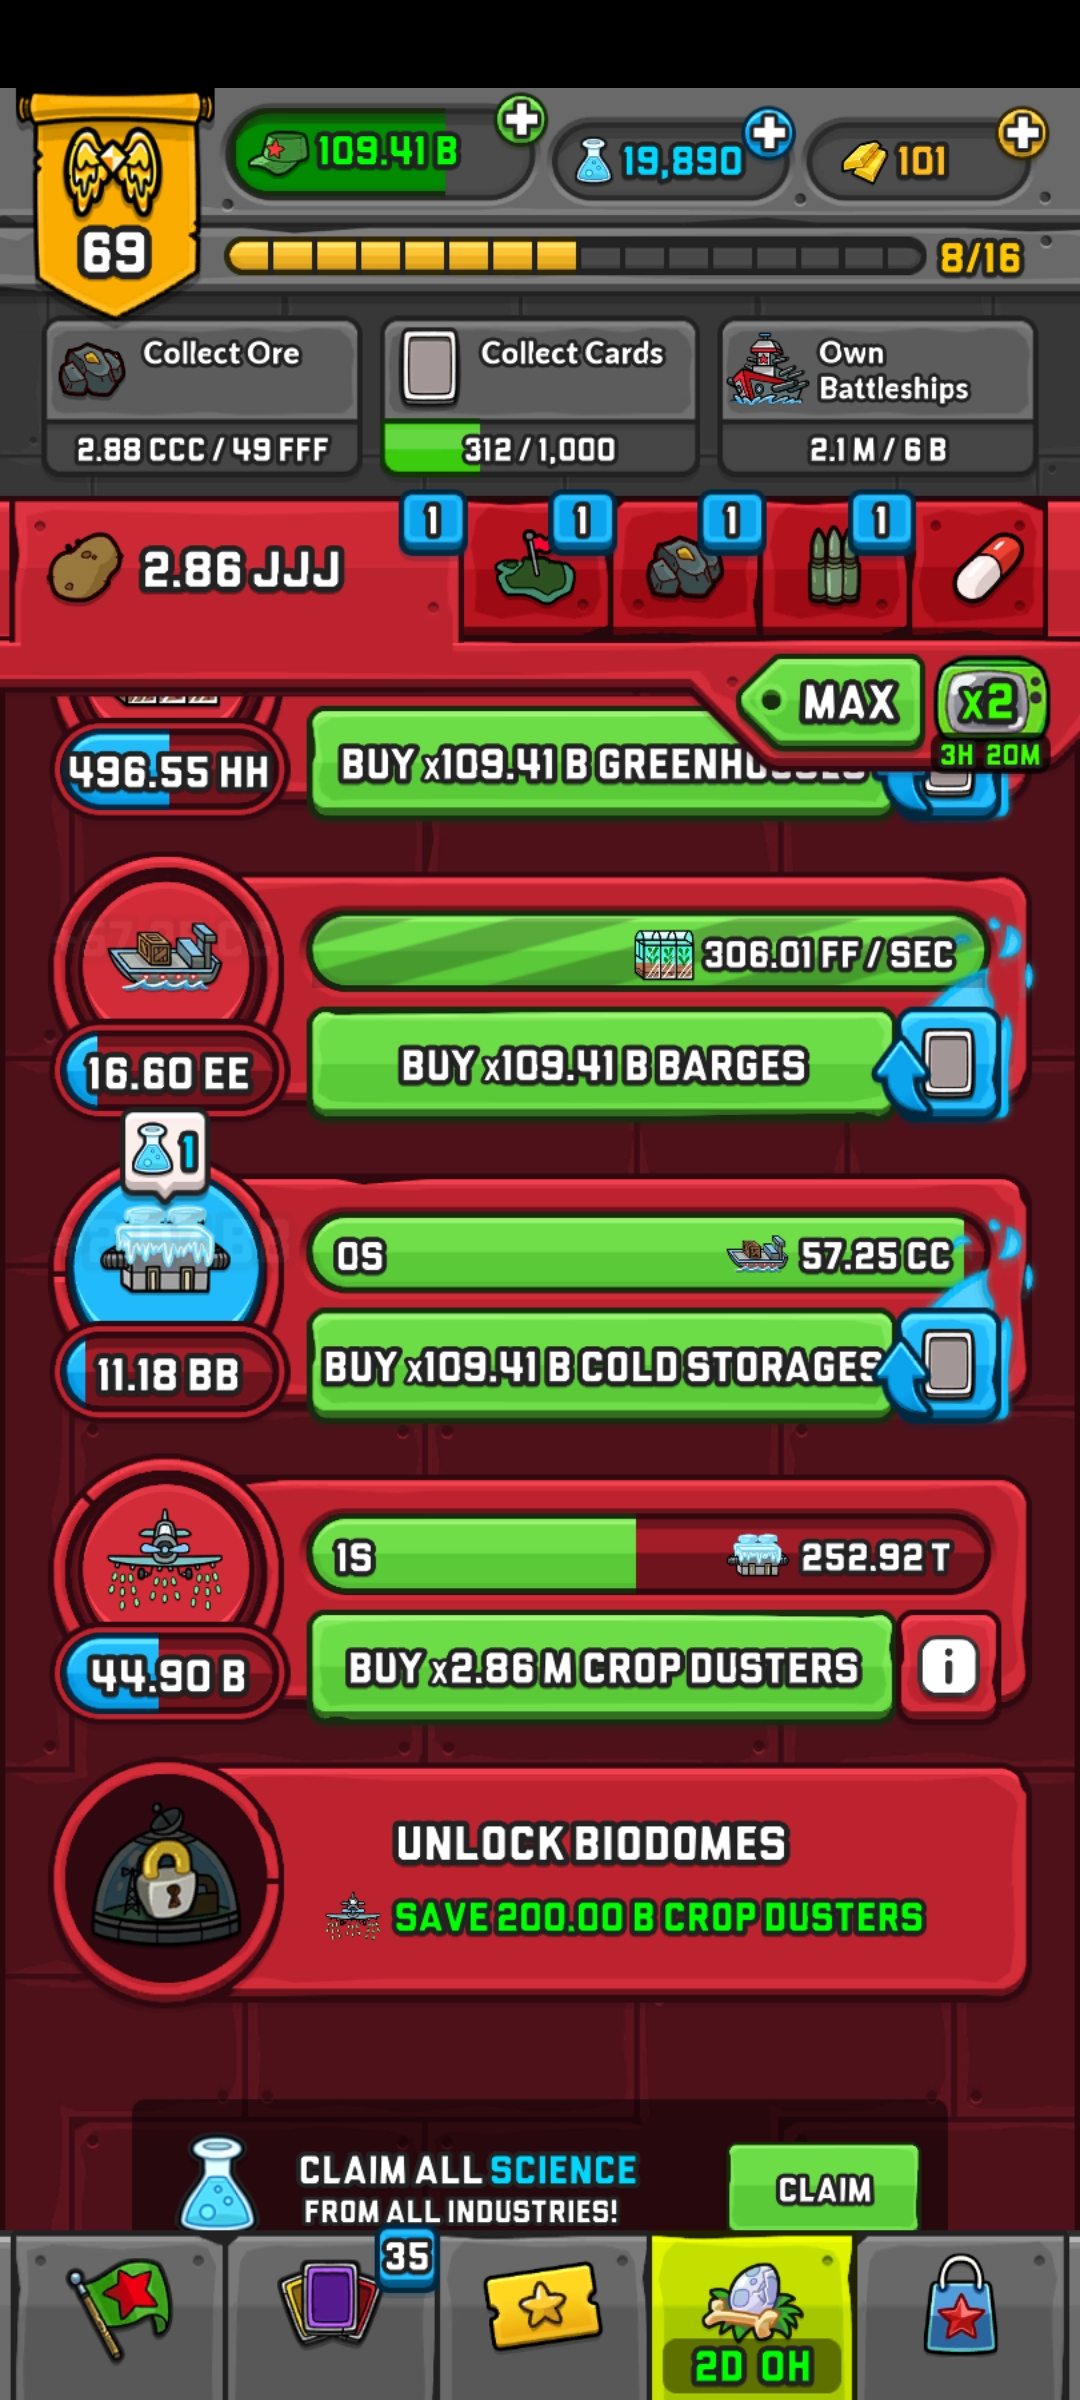 109.41 B
19,890
101
69
8/16
Collect Ore
2.88 CCC / 49 FFF
Collect Cards
312 / 1,000
Own
Battleships
2.1 M / 6 B
2.86 JJJ
1
1
1
1
MAX
x2
3H 20M
496.55 HH
BUY x109.41 B GREENHOUSES
306.01 FF / SEC
16.60 EE
BUY x109.41 B BARGES
1
0S
57.25 CC
11.18 BB
BUY x109.41 B COLD STORAGES
1S
252.92 T
44.90 B
BUY x2.86 M CROP DUSTERS
i
UNLOCK BIODOMES
SAVE 200.00 B CROP DUSTERS
CLAIM ALL SCIENCE
FROM ALL INDUSTRIES!
CLAIM
35
2D 0H